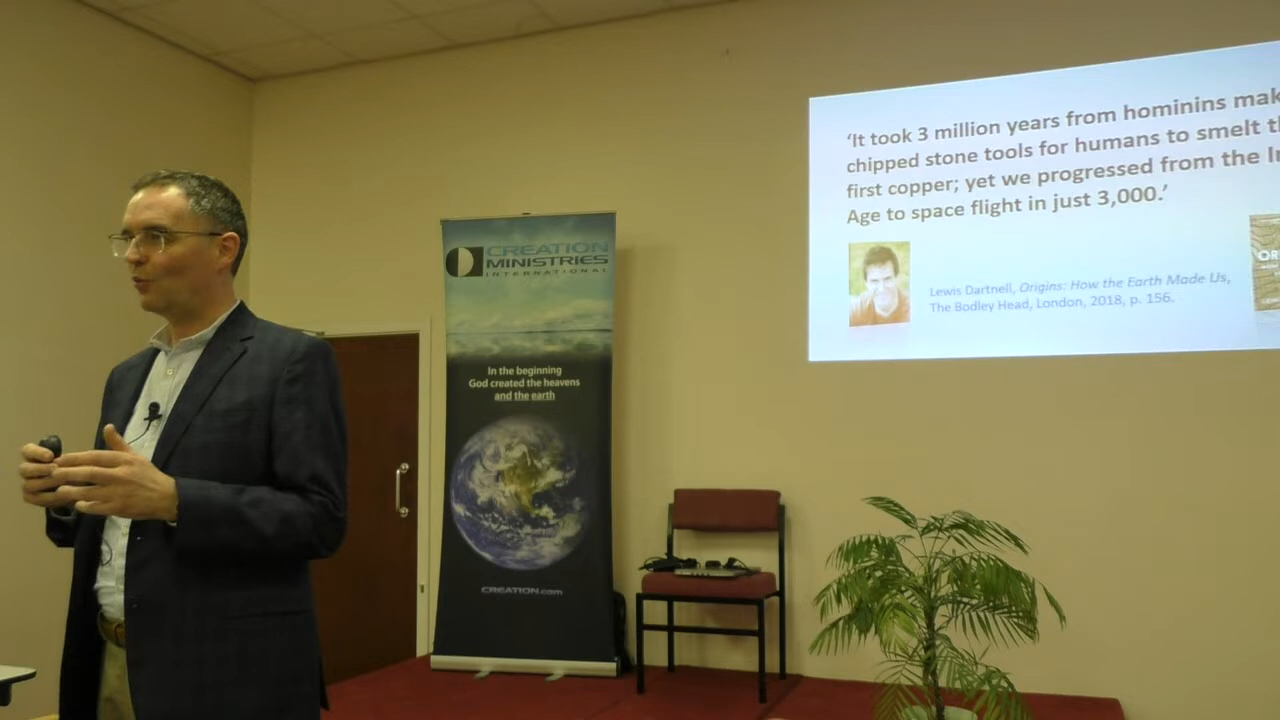 CREATION
MINISTRIES
INTERNATIONAL
In the beginning
God created the heavens
and the earth
CREATION.com
‘It took 3 million years from hominins mak
chipped stone tools for humans to smelt t
first copper; yet we progressed from the I
Age to space flight in just 3,000.’
Lewis Dartnell, Origins: How the Earth Made Us,
The Bodley Head, London, 2018, p. 156.
OR